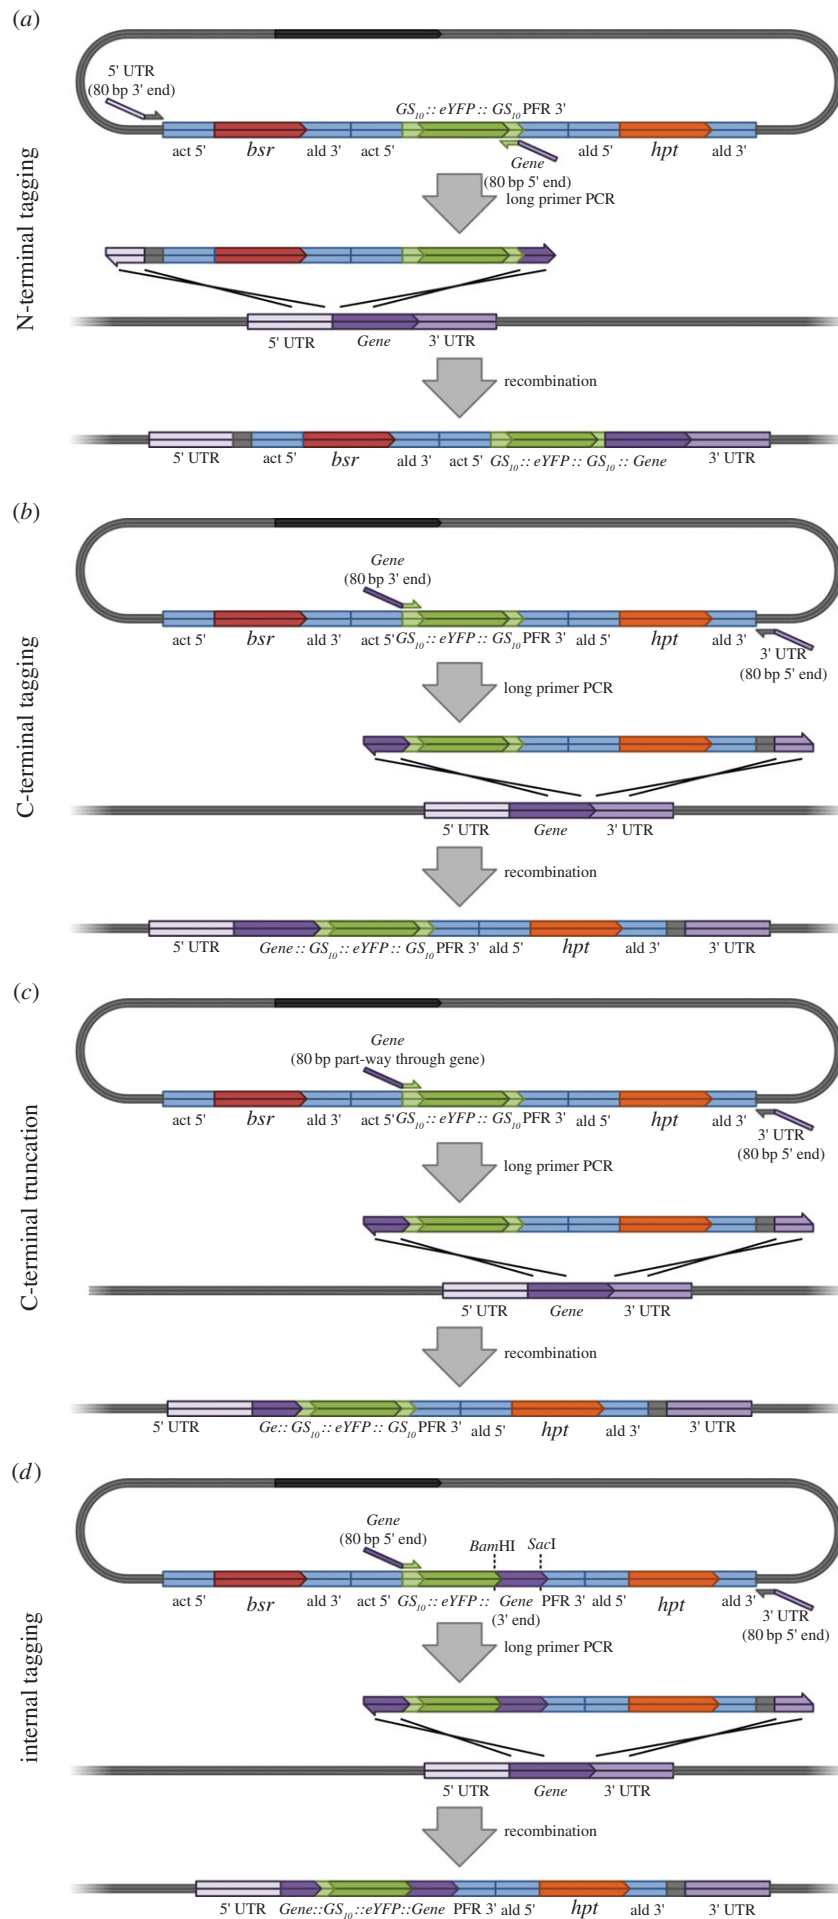 (a)
N-terminal tagging
5' UTR
(80 bp 3' end)
GS10 :: eYFP :: GS10 PFR 3'
act 5' bsr ald 3' act 5' ald 5' hpt ald 3'
Gene
(80 bp 5' end)
long primer PCR
5' UTR Gene 3' UTR
recombination
5' UTR act 5' bsr ald 3' act 5' GS10 :: eYFP :: GS10 :: Gene 3' UTR
(b)
C-terminal tagging
Gene
(80 bp 3' end)
act 5' bsr ald 3' act 5' GS10 :: eYFP :: GS10 PFR 3' ald 5' hpt ald 3'
3' UTR
(80 bp 5' end)
long primer PCR
5' UTR Gene 3' UTR
recombination
5' UTR Gene :: GS10 :: eYFP :: GS10 PFR 3' ald 5' hpt ald 3' 3' UTR
(c)
C-terminal truncation
Gene
(80 bp part-way through gene)
act 5' bsr ald 3' act 5' GS10 :: eYFP :: GS10 PFR 3' ald 5' hpt ald 3'
3' UTR
(80 bp 5' end)
long primer PCR
5' UTR Gene 3' UTR
recombination
5' UTR Ge:: GS10 :: eYFP :: GS10 PFR 3' ald 5' hpt ald 3' 3' UTR
(d)
internal tagging
Gene
(80 bp 5' end)
BamHI SacI
act 5' bsr ald 3' act 5' GS10 :: eYFP :: Gene PFR 3' ald 5' hpt ald 3'
(3' end)
3' UTR
(80 bp 5' end)
long primer PCR
5' UTR Gene 3' UTR
recombination
5' UTR Gene::GS10::eYFP::Gene PFR 3' ald 5' hpt ald 3' 3' UTR